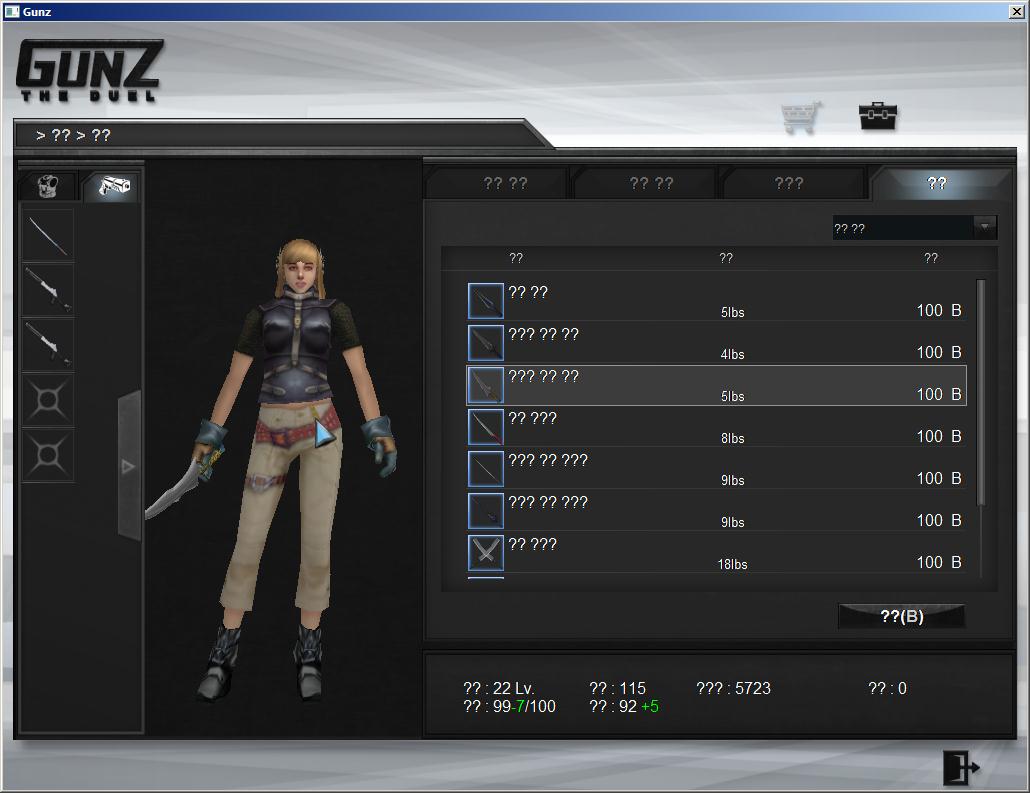 Gunz
GUNZ
THE DUEL
> ?? > ??
?? ??
?? ??
???
??
?? ??
?? ?? ??
?? ??
5lbs 100 B
??? ?? ??
4lbs 100 B
??? ?? ??
5lbs 100 B
?? ???
8lbs 100 B
??? ?? ???
9lbs 100 B
??? ?? ???
9lbs 100 B
?? ???
18lbs 100 B
??(B)
?? : 22 Lv. ?? : 115 ??? : 5723 ?? : 0
?? : 99-7/100 ?? : 92 +5